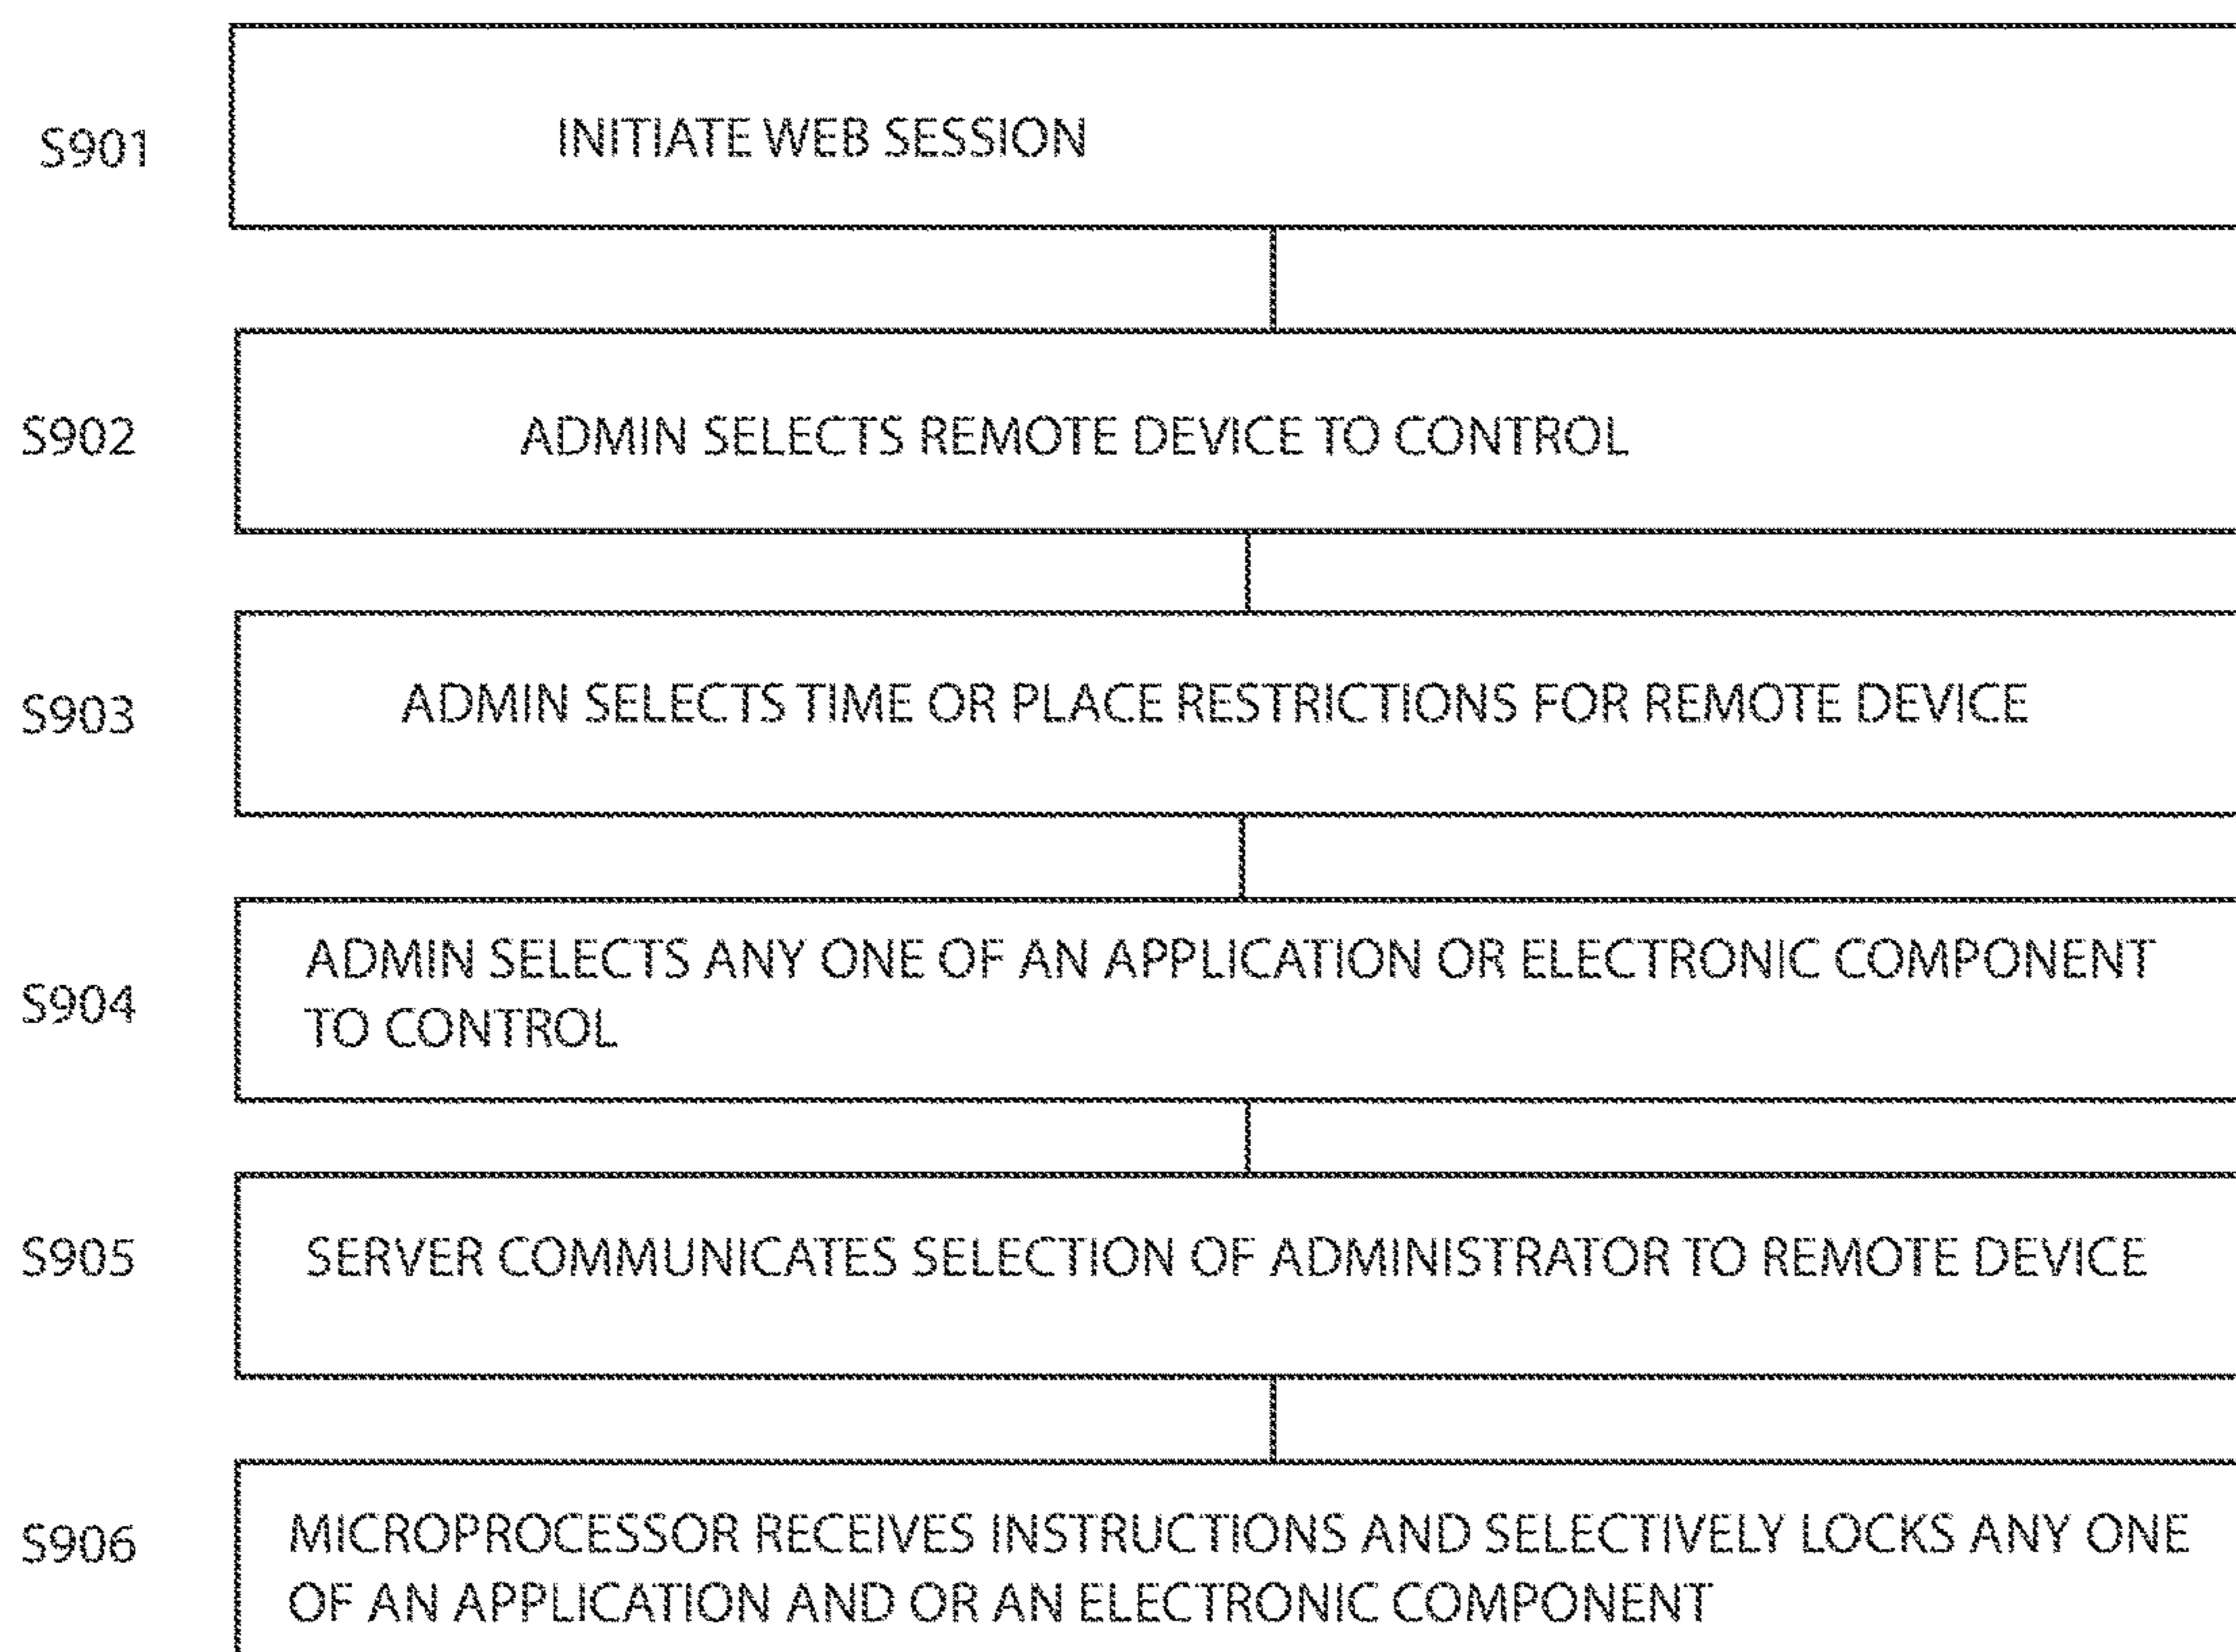 S901 INITIATE WEB SESSION
S902 ADMIN SELECTS REMOTE DEVICE TO CONTROL
S903 ADMIN SELECTS TIME OR PLACE RESTRICTIONS FOR REMOTE DEVICE
S904 ADMIN SELECTS ANY ONE OF AN APPLICATION OR ELECTRONIC COMPONENT
TO CONTROL
S905 SERVER COMMUNICATES SELECTION OF ADMINISTRATOR TO REMOTE DEVICE
S906 MICROPROCESSOR RECEIVES INSTRUCTIONS AND SELECTIVELY LOCKS ANY ONE
OF AN APPLICATION AND OR AN ELECTRONIC COMPONENT